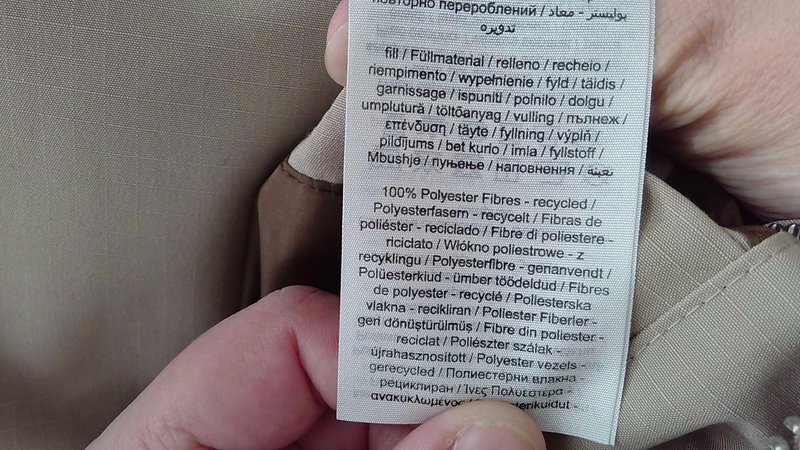 повторно перероблений / بوليستر - معاد
تدويره
fill / Füllmaterial / relleno / recheio /
riempimento / wypełnienie / fyld / täidis /
garnissage / ispuniti / polnilo / dolgu /
umplutură / töltőanyag / vulling / пълнеж /
επένδυση / täyte / fyllning / výplň /
pildījums / bet kurio / imla / fyllstoff /
Mbushje / пуњење / наповнення / تعبئة
100% Polyester Fibres - recycled /
Polyesterfasern - recycelt / Fibras de
poliéster - reciclado / Fibre di poliestere -
riciclato / Włókno poliestrowe - z
recyklingu / Polyesterfibre - genanvendt /
Polüesterkiud - ümber töödeldud / Fibres
de polyester - recyclé / Poliesterska
vlakna - recikliran / Poliester Fiberler -
geri dönüştürülmüş / Fibre din poliester -
reciclat / Poliészter szálak -
újrahasznosított / Polyester vezels -
gerecycled / Полиестерни влакна -
рециклиран / Ίνες Πολυέστερα -
ανακυκλωμένος